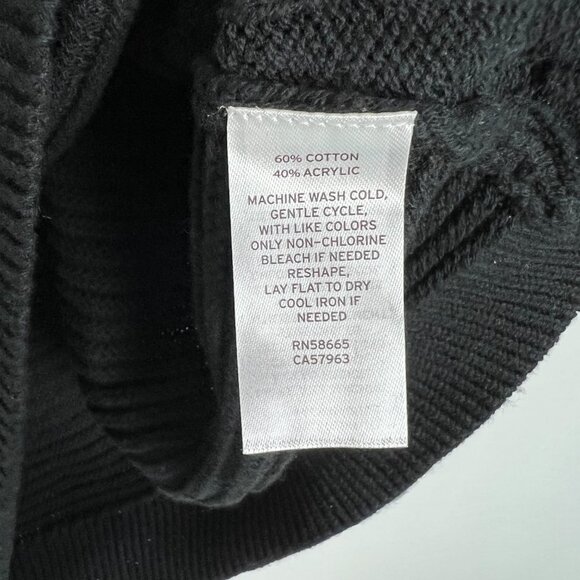 60% COTTON
40% ACRYLIC
MACHINE WASH COLD,
GENTLE CYCLE,
WITH LIKE COLORS
ONLY NON-CHLORINE
BLEACH IF NEEDED
RESHAPE,
LAY FLAT TO DRY
COOL IRON IF
NEEDED
RN58665
CA57963